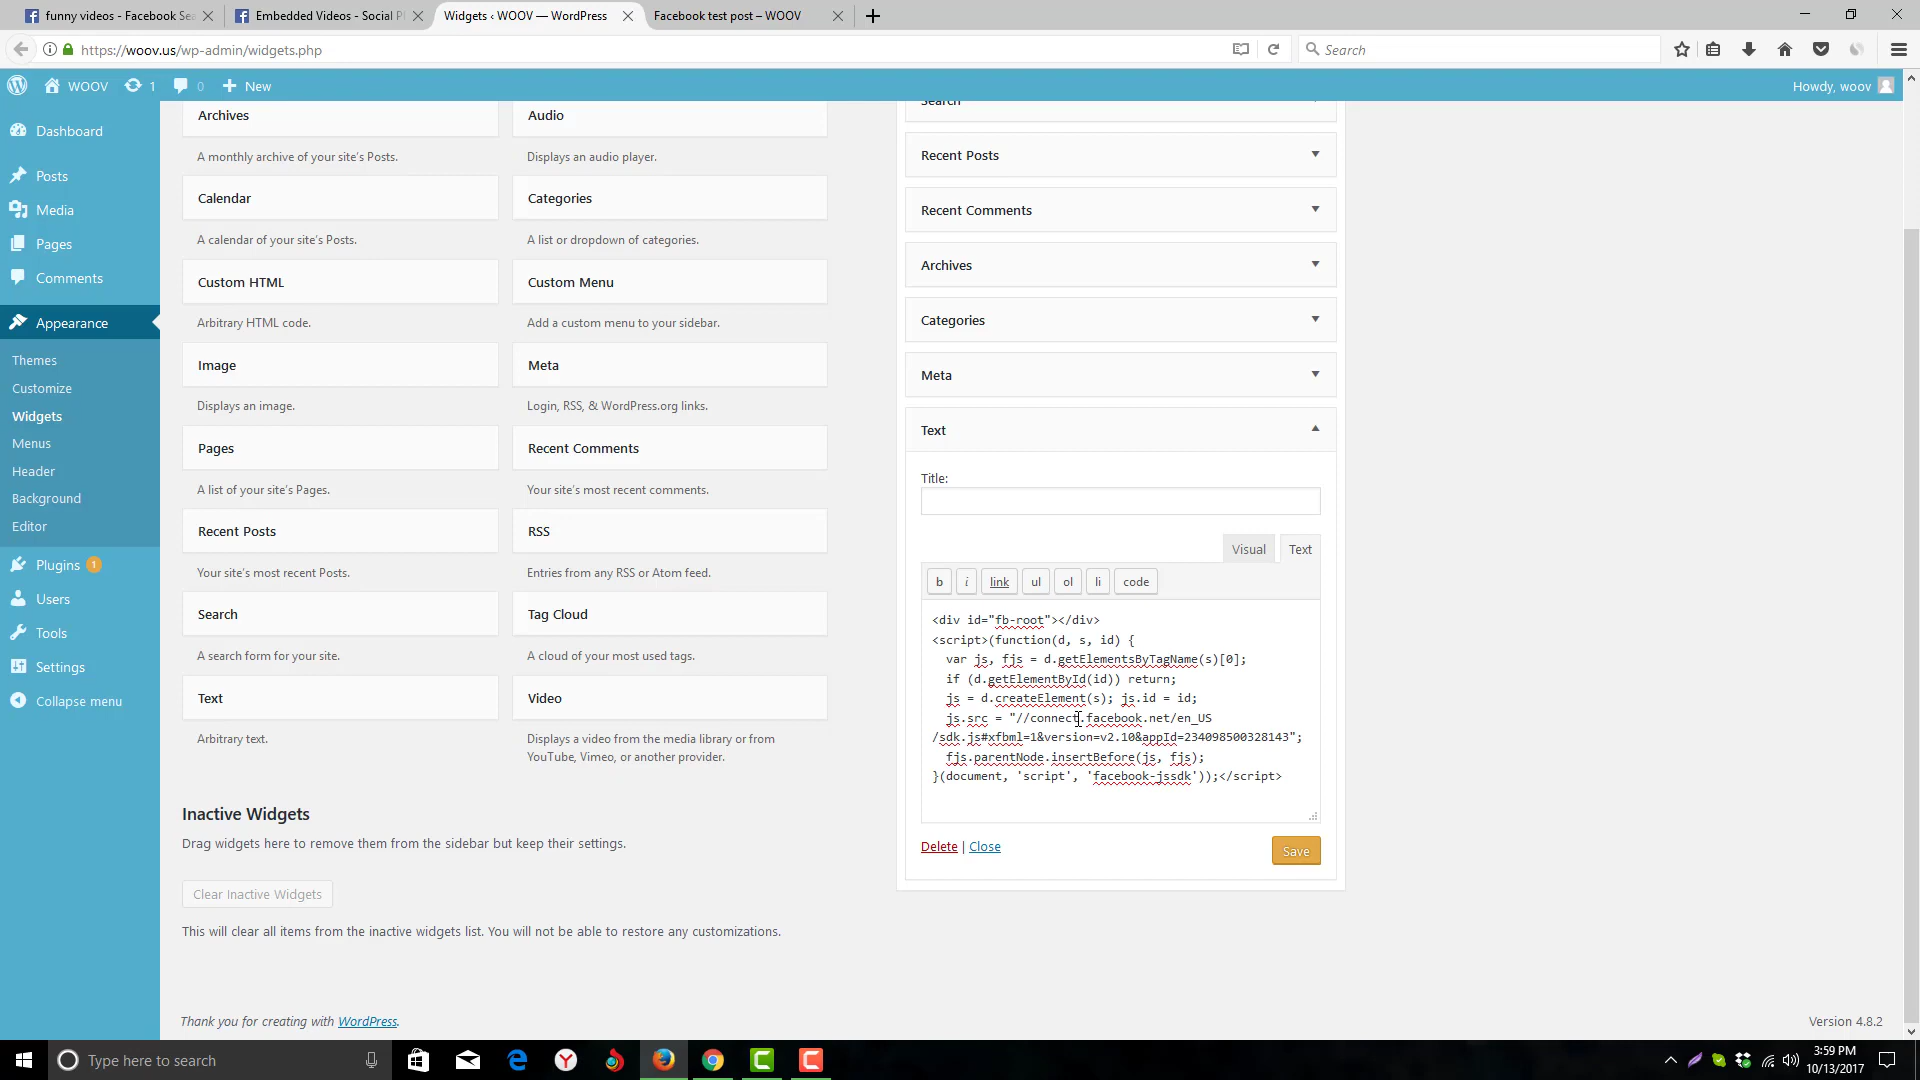 funny videos - Facebook Se
Embedded Videos - Social P
Widgets ‹ WOOV — WordPress
Facebook test post – WOOV
https://woov.us/wp-admin/widgets.php
Search
WOOV
1
0
New
Howdy, woov
Dashboard
Posts
Media
Pages
Comments
Appearance
Themes
Customize
Widgets
Menus
Header
Background
Editor
Plugins 1
Users
Tools
Settings
Collapse menu
Archives
Audio
A monthly archive of your site's Posts.
Displays an audio player.
Calendar
Categories
A calendar of your site's Posts.
A list or dropdown of categories.
Custom HTML
Custom Menu
Arbitrary HTML code.
Add a custom menu to your sidebar.
Image
Meta
Displays an image.
Login, RSS, & WordPress.org links.
Pages
Recent Comments
A list of your site's Pages.
Your site's most recent comments.
Recent Posts
RSS
Your site's most recent Posts.
Entries from any RSS or Atom feed.
Search
Tag Cloud
A search form for your site.
A cloud of your most used tags.
Text
Video
Arbitrary text.
Displays a video from the media library or from
YouTube, Vimeo, or another provider.
Inactive Widgets
Drag widgets here to remove them from the sidebar but keep their settings.
Clear Inactive Widgets
This will clear all items from the inactive widgets list. You will not be able to restore any customizations.
Search
Recent Posts
Recent Comments
Archives
Categories
Meta
Text
Title:
Visual
Text
b
i
link
ul
ol
li
code
<div id="fb-root"></div>
<script>(function(d, s, id) {
var js, fjs = d.getElementsByTagName(s)[0];
if (d.getElementById(id)) return;
js = d.createElement(s); js.id = id;
js.src = "//connect.facebook.net/en_US
/sdk.js#xfbml=1&version=v2.10&appId=234098500328143";
fjs.parentNode.insertBefore(js, fjs);
}(document, 'script', 'facebook-jssdk'));</script>
Delete | Close
Save
Thank you for creating with WordPress.
Version 4.8.2
Type here to search
3:59 PM
10/13/2017